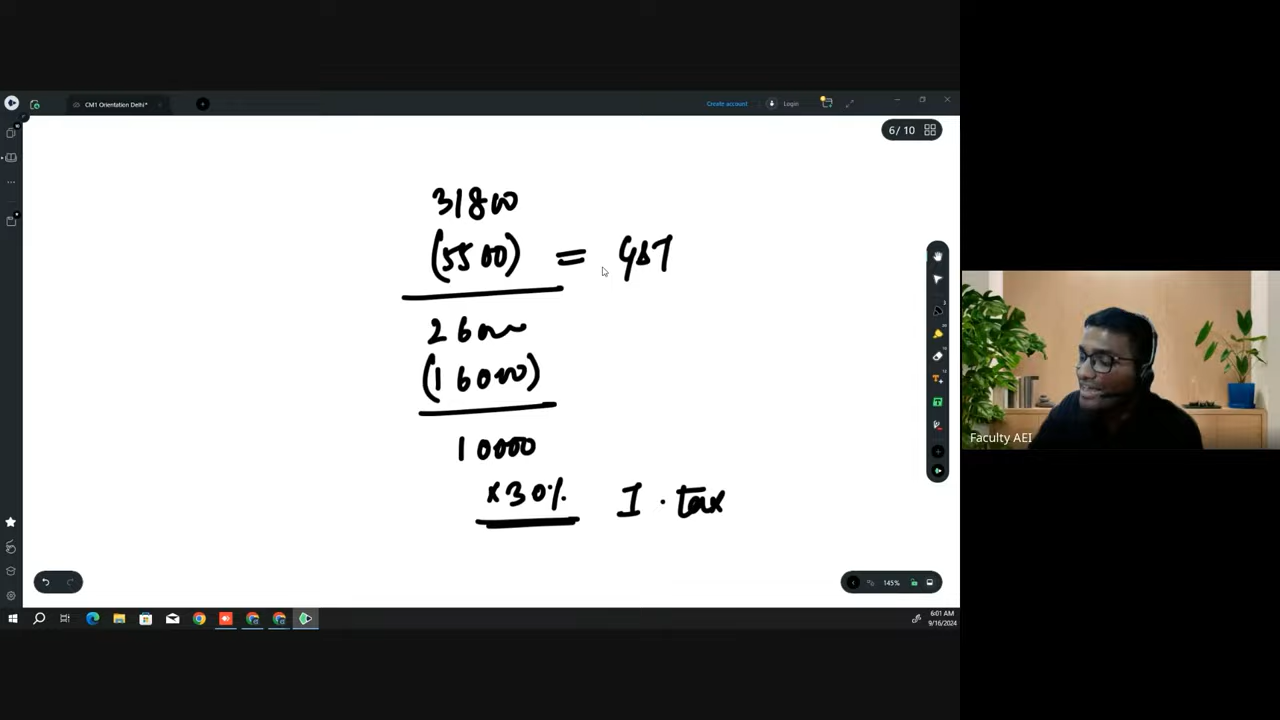 CM1 Orientation Delhi*
Create account
Login
6/10
31800
(5500) = GST
26000
(16000)
10000
x30% I. tax
Faculty AEI
145%
6:01 AM
9/16/2024